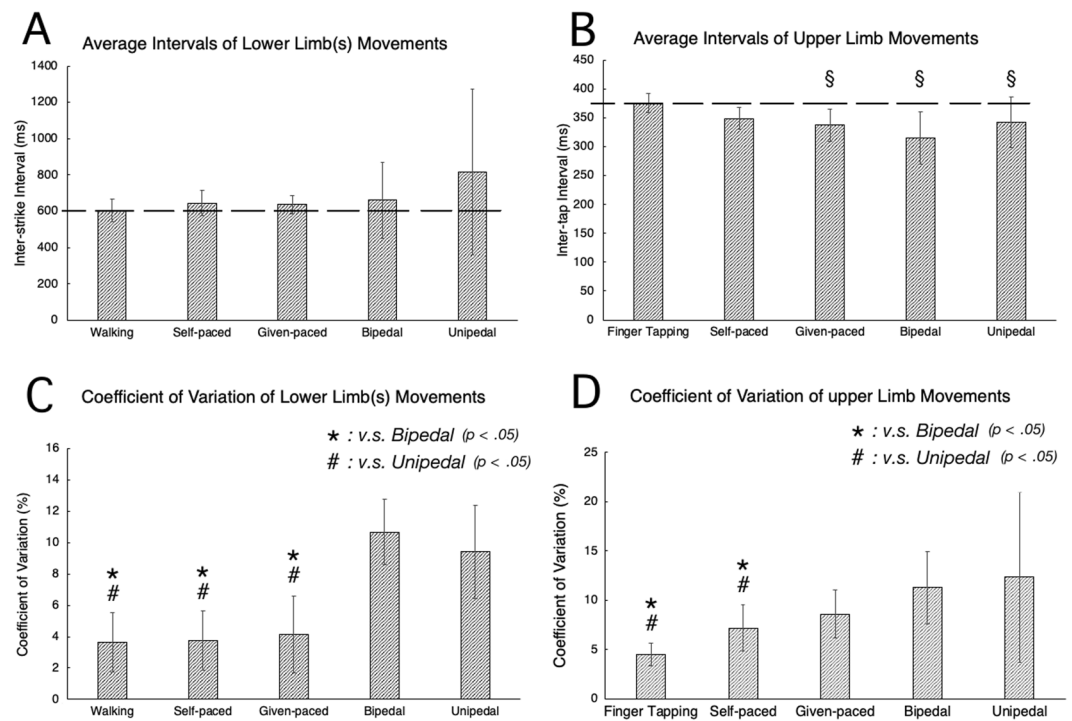 A
Average Intervals of Lower Limb(s) Movements
Inter-strike Interval (ms)
1400
1200
1000
800
600
400
200
0
Walking Self-paced Given-paced Bipedal Unipedal
B
Average Intervals of Upper Limb Movements
Inter-tap Interval (ms)
450
400
350
300
250
200
150
100
50
0
§ § §
Finger Tapping Self-paced Given-paced Bipedal Unipedal
C
Coefficient of Variation of Lower Limb(s) Movements
* : v.s. Bipedal (p < .05)
# : v.s. Unipedal (p < .05)
Coefficient of Variation (%)
16
14
12
10
8
6
4
2
0
* * *
# # #
Walking Self-paced Given-paced Bipedal Unipedal
D
Coefficient of Variation of upper Limb Movements
* : v.s. Bipedal (p < .05)
# : v.s. Unipedal (p < .05)
Coefficient of Variation (%)
25
20
15
10
5
0
* *
# #
Finger Tapping Self-paced Given-paced Bipedal Unipedal